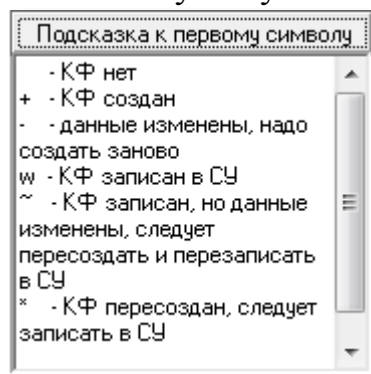 Подсказка к первому символу
- КФ нет
+ - КФ создан
- - данные изменены, надо
создать заново
w - КФ записан в СУ
~ - КФ записан, но данные
изменены, следует
пересоздать и перезаписать
в СУ
* - КФ пересоздан, следует
записать в СУ